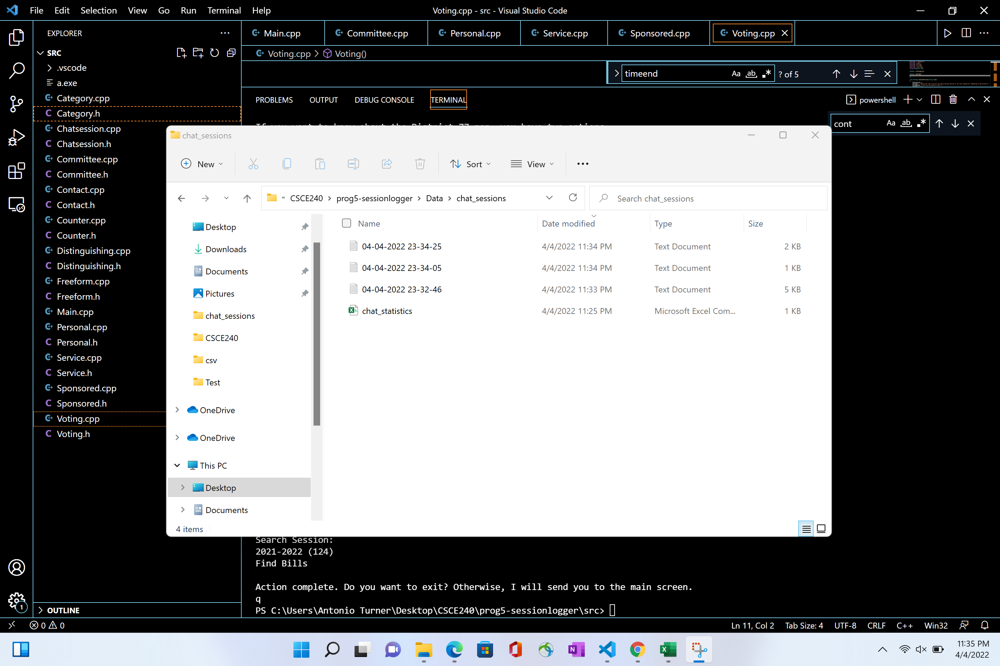 File Edit Selection View Go Run Terminal Help
Voting.cpp - src - Visual Studio Code
EXPLORER
Main.cpp
Committee.cpp
Personal.cpp
Service.cpp
Sponsored.cpp
Voting.cpp
SRC
Voting.cpp > Voting()
.vscode
timeend
Aa ab
? of 5
a.exe
Category.cpp
PROBLEMS OUTPUT DEBUG CONSOLE TERMINAL
powershell
Category.h
cont
Aa ab
Chatsession.cpp
Chatsession.h
Committee.cpp
Committee.h
Contact.cpp
Contact.h
Counter.cpp
Counter.h
Distinguishing.cpp
Distinguishing.h
Freeform.cpp
Freeform.h
Main.cpp
Personal.cpp
Personal.h
Service.cpp
Service.h
Sponsored.cpp
Sponsored.h
Voting.cpp
Voting.h
chat_sessions
New
Sort
View
« CSCE240 › prog5-sessionlogger › Data › chat_sessions
Search chat_sessions
Desktop
Downloads
Documents
Pictures
chat_sessions
CSCE240
csv
Test
OneDrive
OneDrive
This PC
Desktop
Documents
4 items
Name Date modified Type Size
04-04-2022 23-34-25 4/4/2022 11:34 PM Text Document 2 KB
04-04-2022 23-34-05 4/4/2022 11:34 PM Text Document 1 KB
04-04-2022 23-32-46 4/4/2022 11:33 PM Text Document 5 KB
chat_statistics 4/4/2022 11:25 PM Microsoft Excel Com... 1 KB
Search Session:
2021-2022 (124)
Find Bills
Action complete. Do you want to exit? Otherwise, I will send you to the main screen.
q
PS C:\Users\Antonio Turner\Desktop\CSCE240\prog5-sessionlogger\src>
1
OUTLINE
0 0
Ln 11, Col 2 Tab Size: 4 UTF-8 CRLF C++ Win32
11:35 PM
4/4/2022